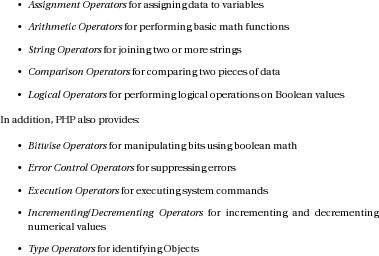 • Assignment Operators for assigning data to variables
• Arithmetic Operators for performing basic math functions
• String Operators for joining two or more strings
• Comparison Operators for comparing two pieces of data
• Logical Operators for performing logical operations on Boolean values
In addition, PHP also provides:
• Bitwise Operators for manipulating bits using boolean math
• Error Control Operators for suppressing errors
• Execution Operators for executing system commands
• Incrementing/Decrementing Operators for incrementing and decrementing
numerical values
• Type Operators for identifying Objects